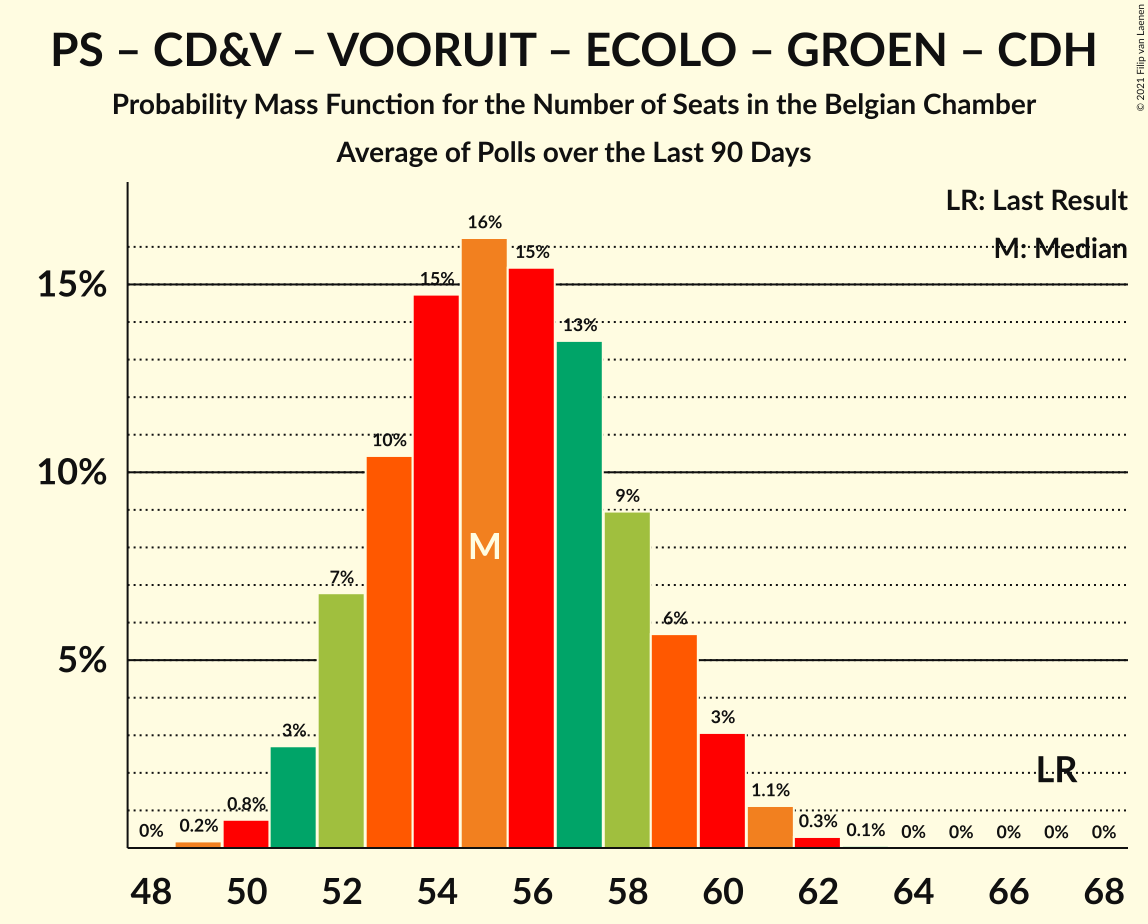 PS – CD&V – VOORUIT – ECOLO – GROEN – CDH
Probability Mass Function for the Number of Seats in the Belgian Chamber
Average of Polls over the Last 90 Days
© 2021 Filip van Laenen
LR: Last Result
M: Median
15%
10%
5%
0%
0.2%
0.8%
3%
7%
10%
15%
16%
15%
13%
9%
6%
3%
1.1%
0.3%
0.1%
0%
0%
0%
0%
0%
M
LR
48 50 52 54 56 58 60 62 64 66 68